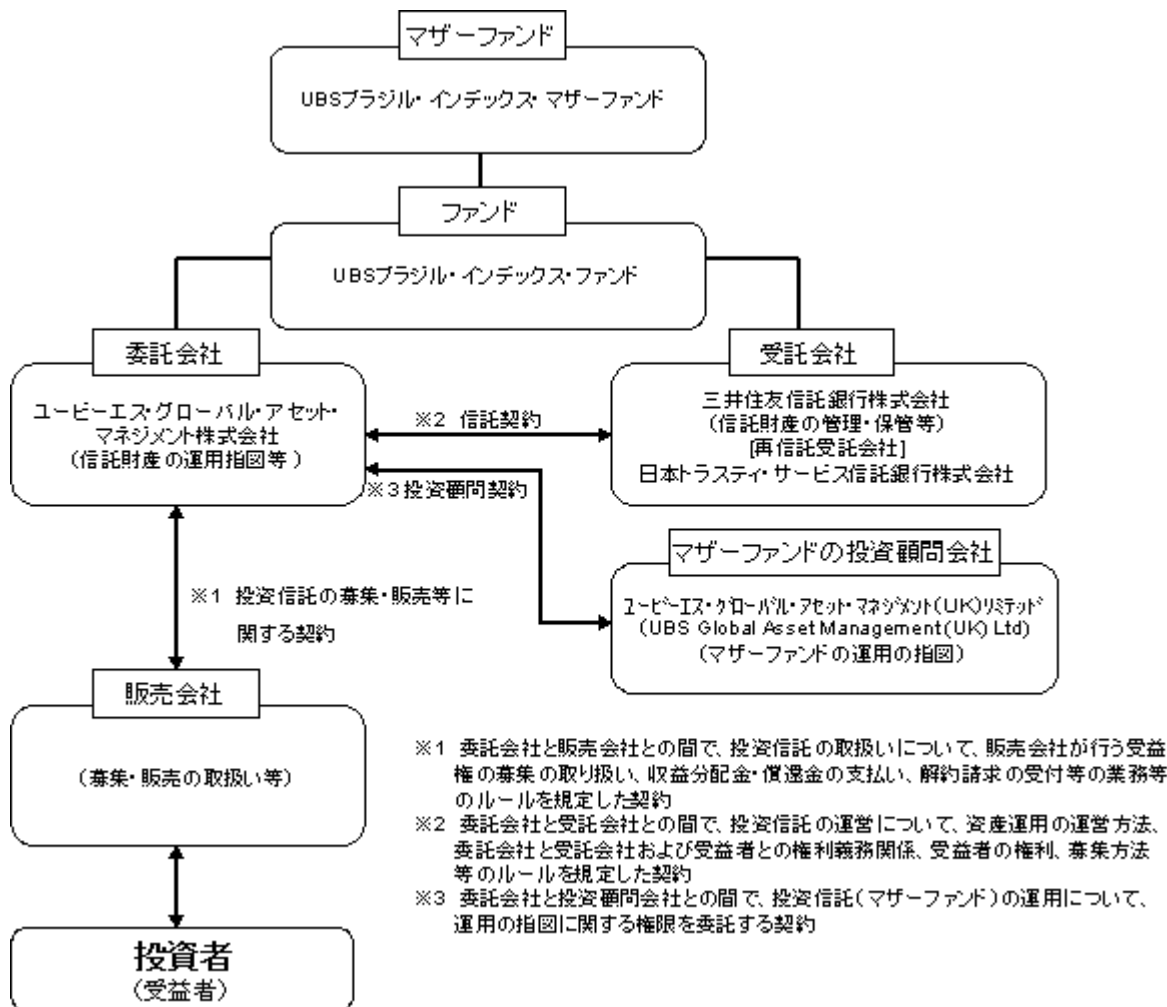 マザーファンド
UBSブラジル・インデックス・マザーファンド
ファンド
UBSブラジル・インデックス・ファンド
委託会社
ユービーエス・グローバル・アセット・
マネジメント株式会社
(信託財産の運用指図等)
※2 信託契約
受託会社
三井住友信託銀行株式会社
(信託財産の管理・保管等)
[再信託受託会社]
日本トラスティ・サービス信託銀行株式会社
※3投資顧問契約
マザーファンドの投資顧問会社
ユービーエス・グローバル・アセット・マネジメント(UK)リミテッド
(UBS Global Asset Management(UK) Ltd)
(マザーファンドの運用の指図)
※1 投資信託の募集・販売等に
関する契約
販売会社
(募集・販売の取扱い等)
※1 委託会社と販売会社との間で、投資信託の取扱いについて、販売会社が行う受益
権の募集の取り扱い、収益分配金・償還金の支払い、解約請求の受付等の業務等
のルールを規定した契約
※2 委託会社と受託会社との間で、投資信託の運営について、資産運用の運営方法、
委託会社と受託会社および受益者との権利義務関係、受益者の権利、募集方法
等のルールを規定した契約
※3 委託会社と投資顧問会社との間で、投資信託(マザーファンド)の運用について、
運用の指図に関する権限を委託する契約
投資者
(受益者)